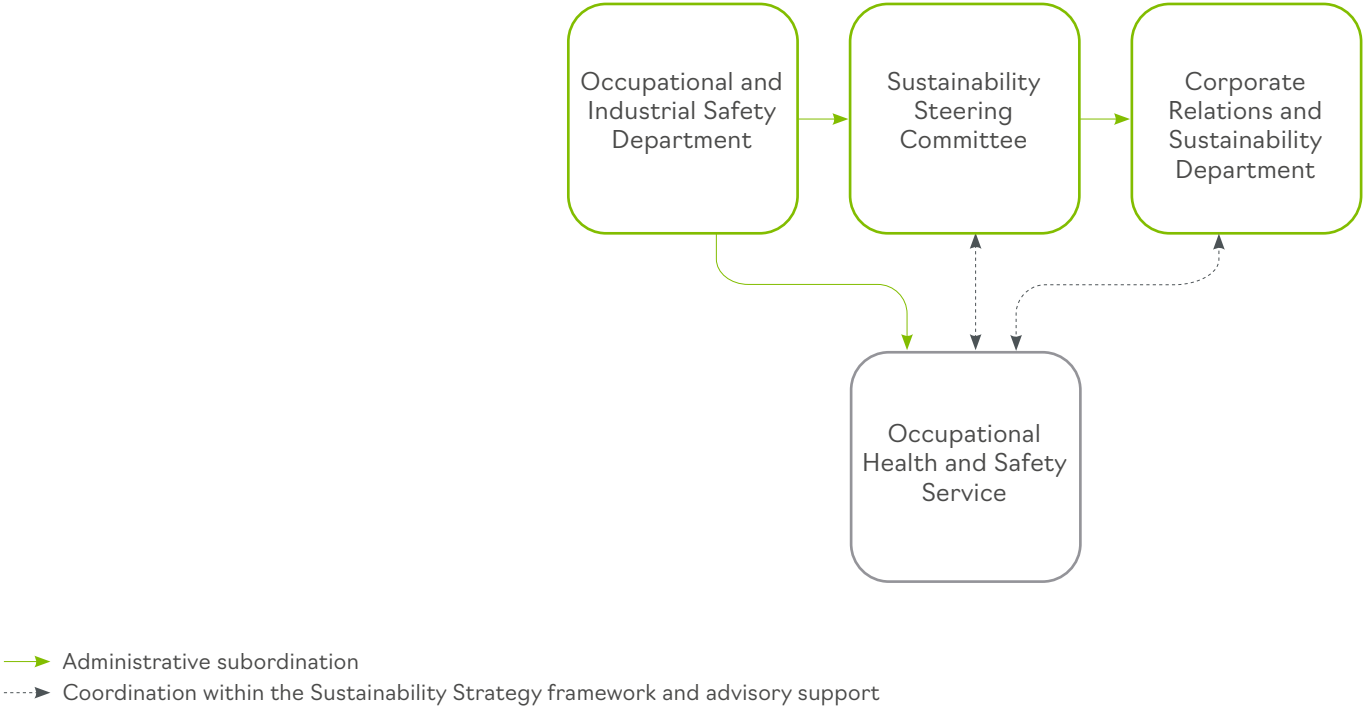 Occupational and
Industrial Safety
Department
Sustainability
Steering
Committee
Corporate
Relations and
Sustainability
Department
Occupational
Health and Safety
Service
Administrative subordination
Coordination within the Sustainability Strategy framework and advisory support